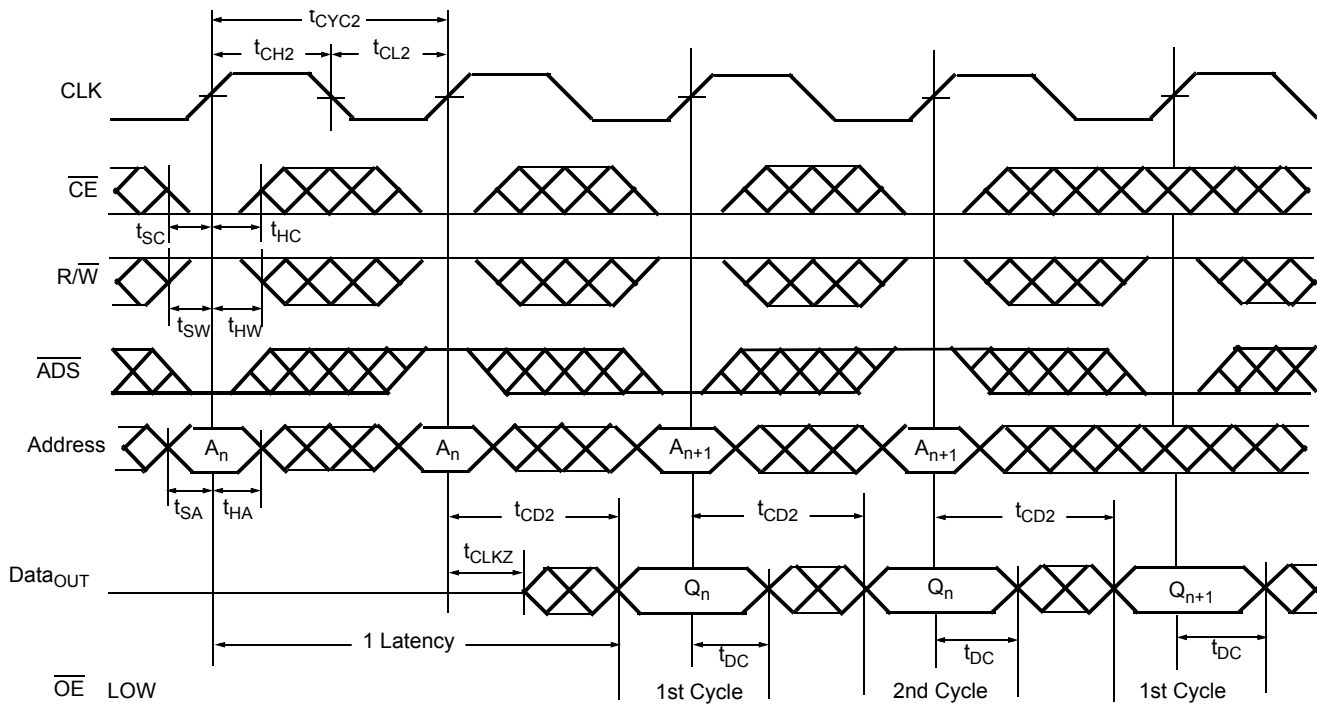 tCYC2
tCH2 tCL2
CLK
CE
tSC tHC
R/W
tSW tHW
ADS
Address An An An+1 An+1
tSA tHA
tCD2 tCD2 tCD2
tCLKZ
DataOUT Qn Qn Qn+1
1 Latency
tDC tDC tDC
OE LOW 1st Cycle 2nd Cycle 1st Cycle